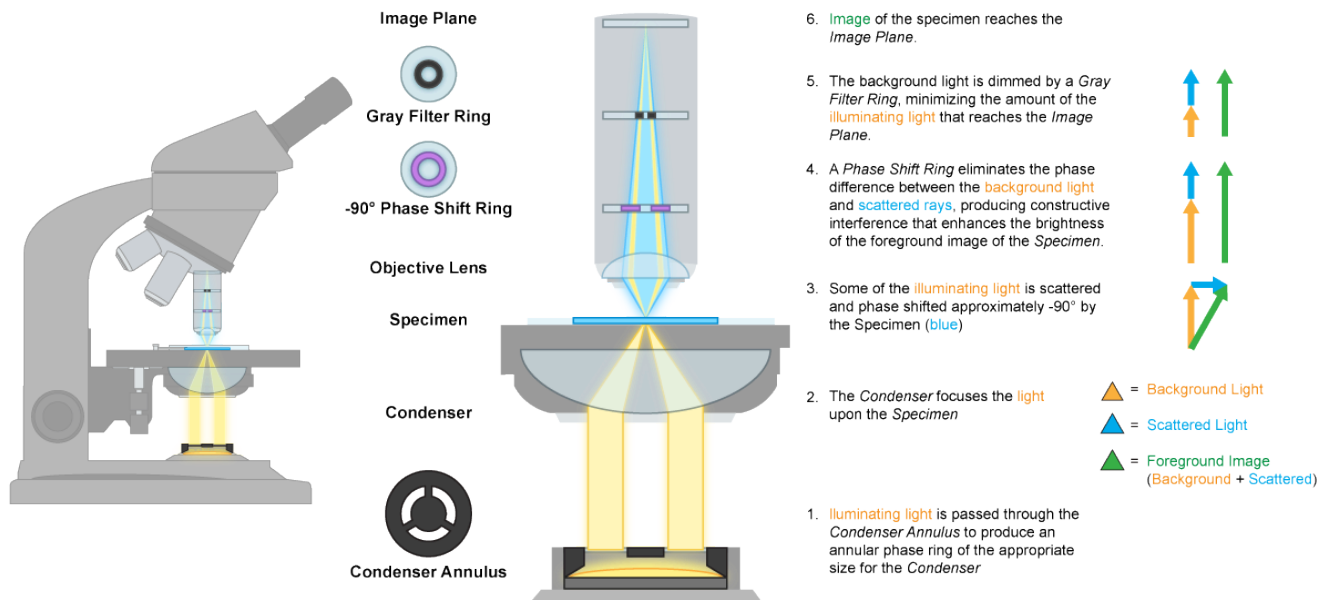 Image Plane
Gray Filter Ring
-90° Phase Shift Ring
Objective Lens
Specimen
Condenser
Condenser Annulus
6. Image of the specimen reaches the
Image Plane.
5. The background light is dimmed by a Gray
Filter Ring, minimizing the amount of the
illuminating light that reaches the Image
Plane.
4. A Phase Shift Ring eliminates the phase
difference between the background light
and scattered rays, producing constructive
interference that enhances the brightness
of the foreground image of the Specimen.
3. Some of the illuminating light is scattered
and phase shifted approximately -90° by
the Specimen (blue)
2. The Condenser focuses the light
upon the Specimen
1. Iluminating light is passed through the
Condenser Annulus to produce an
annular phase ring of the appropriate
size for the Condenser
= Background Light
= Scattered Light
= Foreground Image
(Background + Scattered)